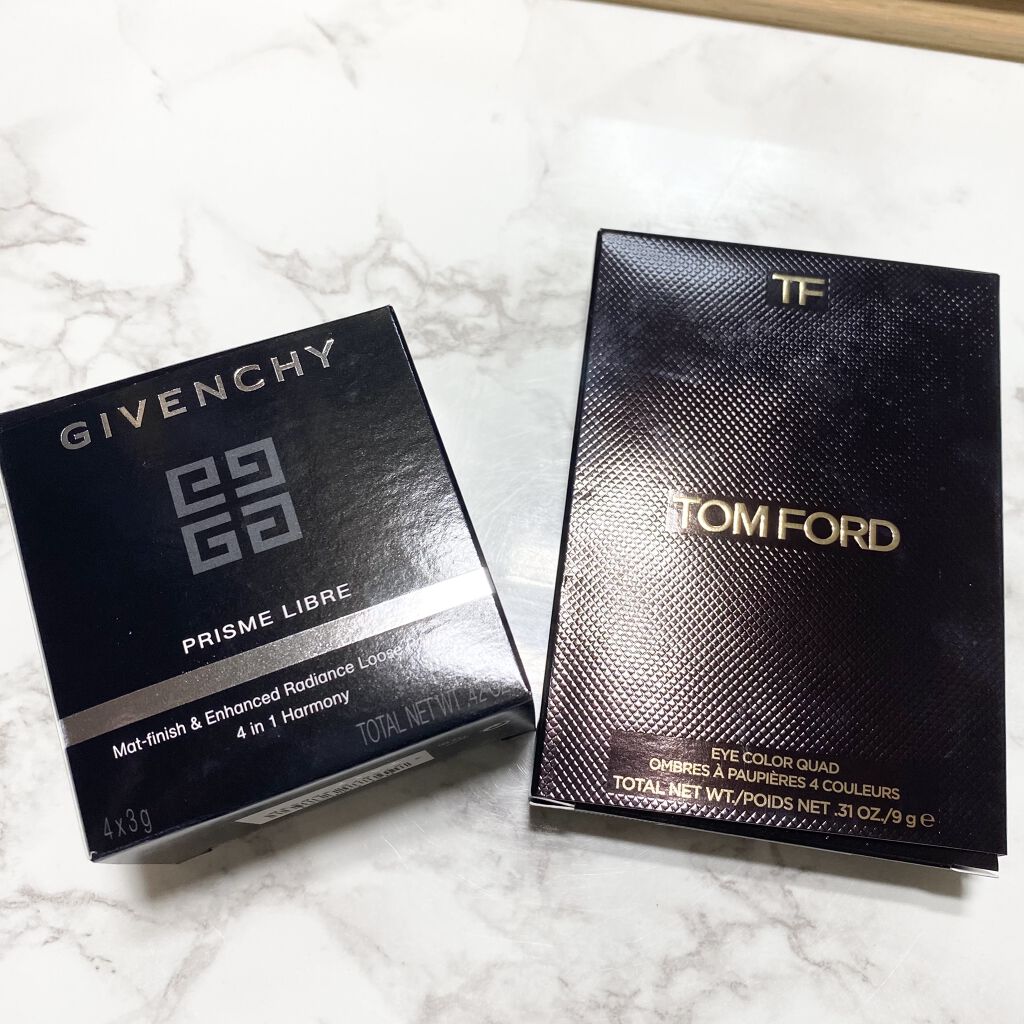 GIVENCHY
PRISME LIBRE
Mat-finish & Enhanced Radiance Loose
4 in 1 Harmony
TOTAL NET WT .42
4x3g
TF
TOM FORD
EYE COLOR QUAD
OMBRES À PAUPIÈRES 4 COULEURS
TOTAL NET WT./POIDS NET .31 OZ./9 g e